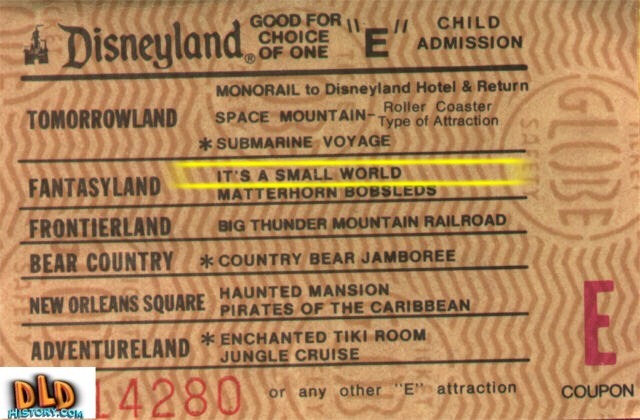 Disneyland® GOOD FOR CHOICE OF ONE "E" CHILD ADMISSION
TOMORROWLAND
MONORAIL to Disneyland Hotel & Return
SPACE MOUNTAIN- Roller Coaster Type of Attraction
* SUBMARINE VOYAGE
FANTASYLAND
IT'S A SMALL WORLD
MATTERHORN BOBSLEDS
FRONTIERLAND BIG THUNDER MOUNTAIN RAILROAD
BEAR COUNTRY * COUNTRY BEAR JAMBOREE
NEW ORLEANS SQUARE
HAUNTED MANSION
PIRATES OF THE CARIBBEAN
ADVENTURELAND
* ENCHANTED TIKI ROOM
JUNGLE CRUISE
14280 or any other "E" attraction
E
COUPON
GLOBE
DLD
HISTORY.COM